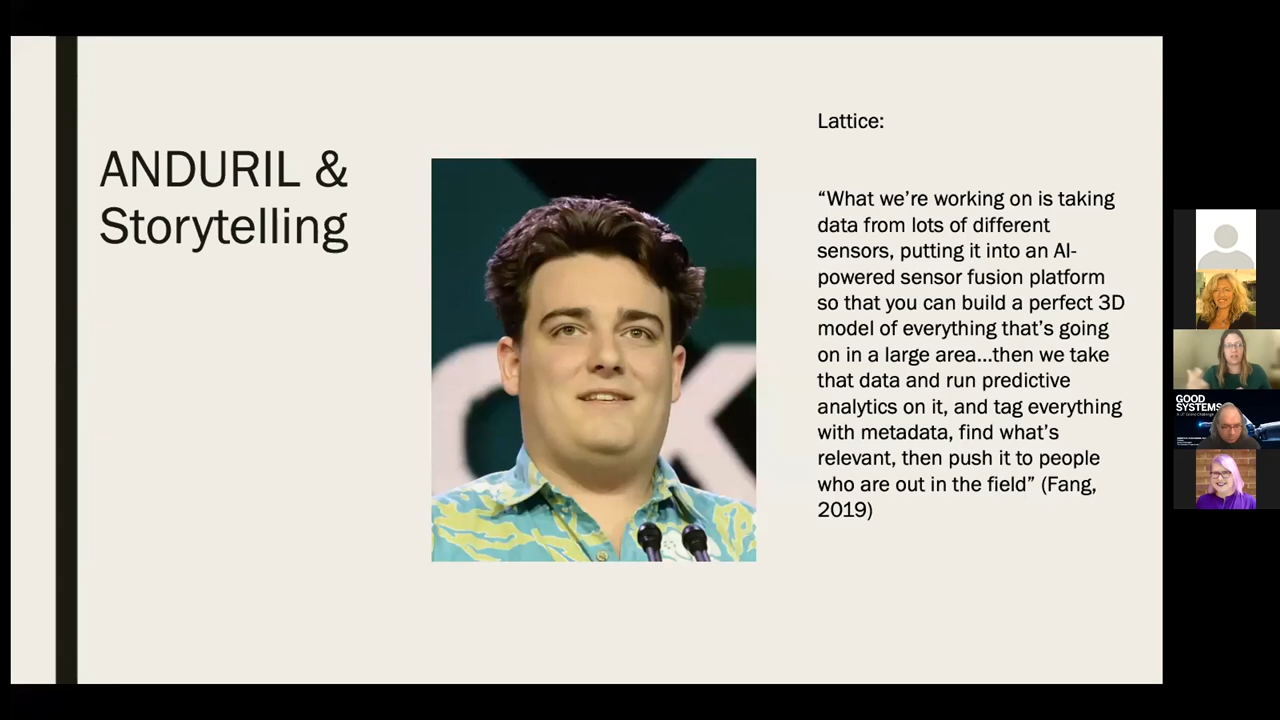 ANDURIL &
Storytelling
Lattice:
“What we’re working on is taking
data from lots of different
sensors, putting it into an AI-
powered sensor fusion platform
so that you can build a perfect 3D
model of everything that’s going
on in a large area...then we take
that data and run predictive
analytics on it, and tag everything
with metadata, find what’s
relevant, then push it to people
who are out in the field” (Fang,
2019)
CK
GOOD
SYSTEMS